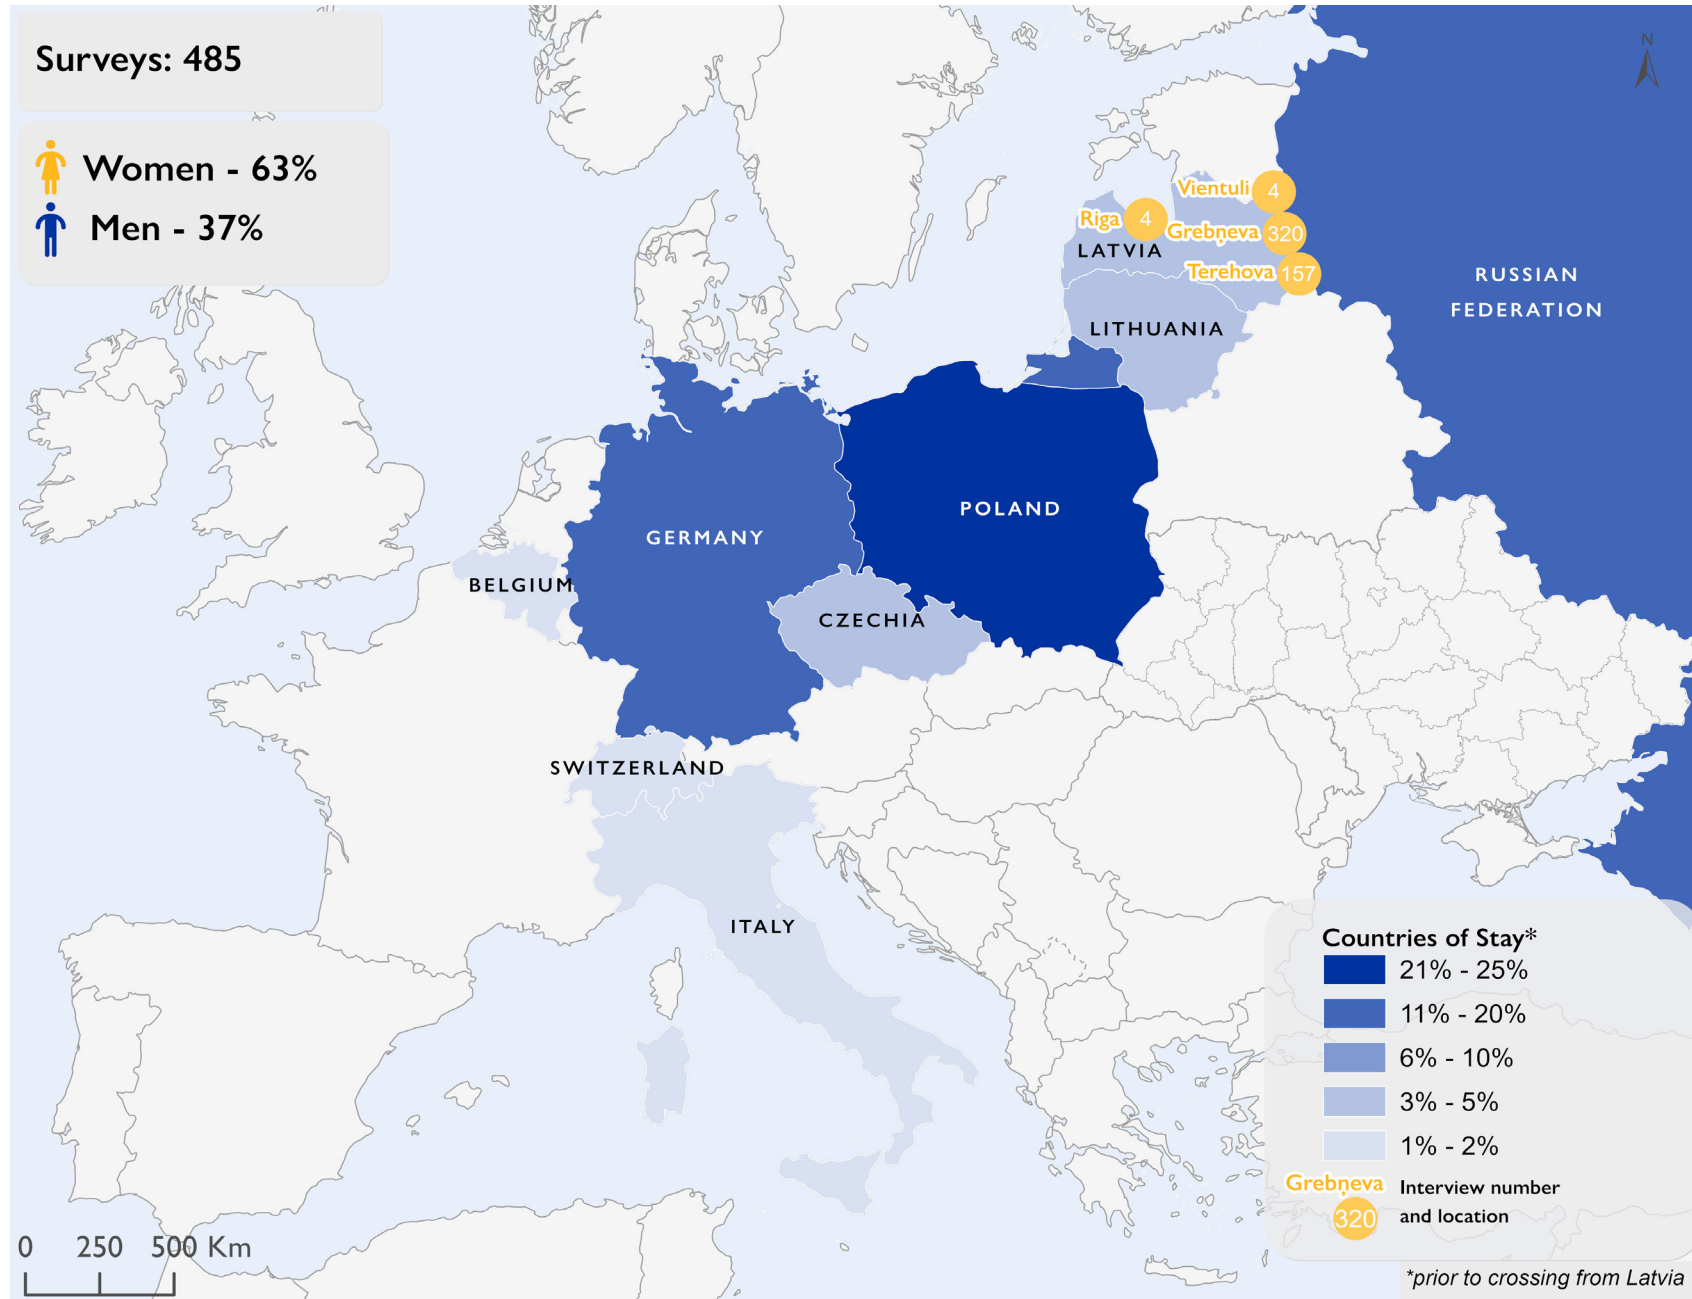 Surveys: 485
Women - 63%
Men - 37%
N
Vientuli 4
Riga 4
Grebņeva 320
LATVIA
Terehova 157
RUSSIAN
FEDERATION
LITHUANIA
POLAND
GERMANY
BELGIUM
CZECHIA
SWITZERLAND
ITALY
Countries of Stay*
21% - 25%
11% - 20%
6% - 10%
3% - 5%
1% - 2%
Grebņeva
320
Interview number
and location
0 250 500 Km
*prior to crossing from Latvia